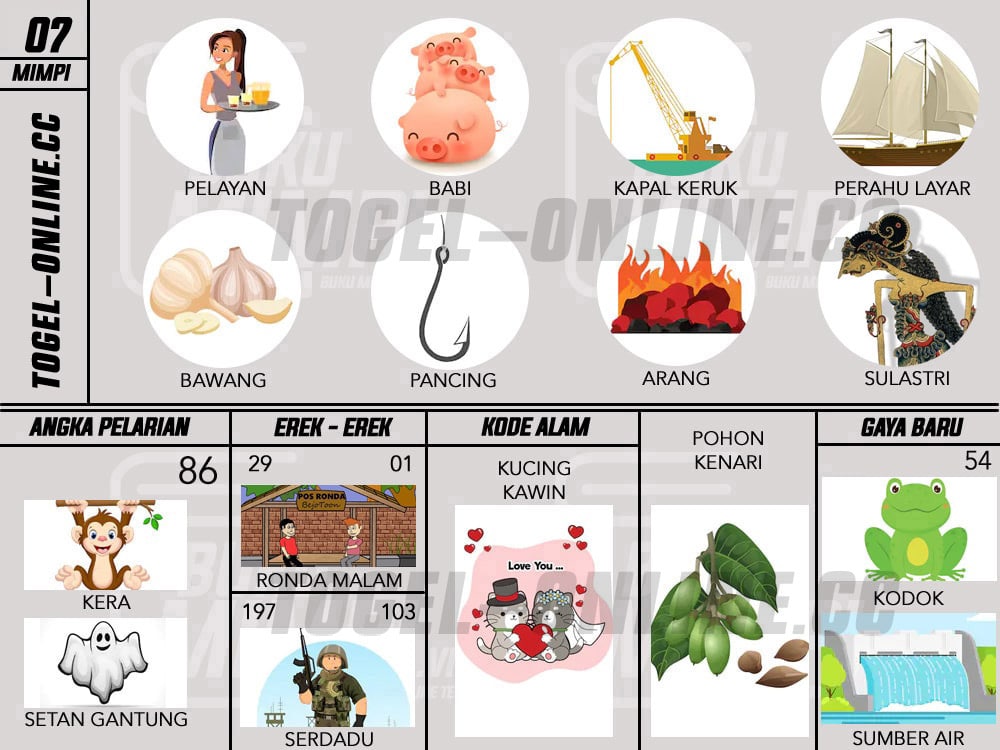 07
MIMPI
TOGEL-ONLINE.CC
PELAYAN
BABI
KAPAL KERUK
PERAHU LAYAR
TOGEL-ONLINE.CC
BAWANG
PANCING
ARANG
SULASTRI
ANGKA PELARIAN
EREK - EREK
KODE ALAM
GAYA BARU
86
KERA
SETAN GANTUNG
29
01
POS RONDA
BejoToon
RONDA MALAM
197
103
SERDADU
KUCING
KAWIN
Love You ...
POHON
KENARI
54
KODOK
TOGEL-ONLINE.CC
SUMBER AIR